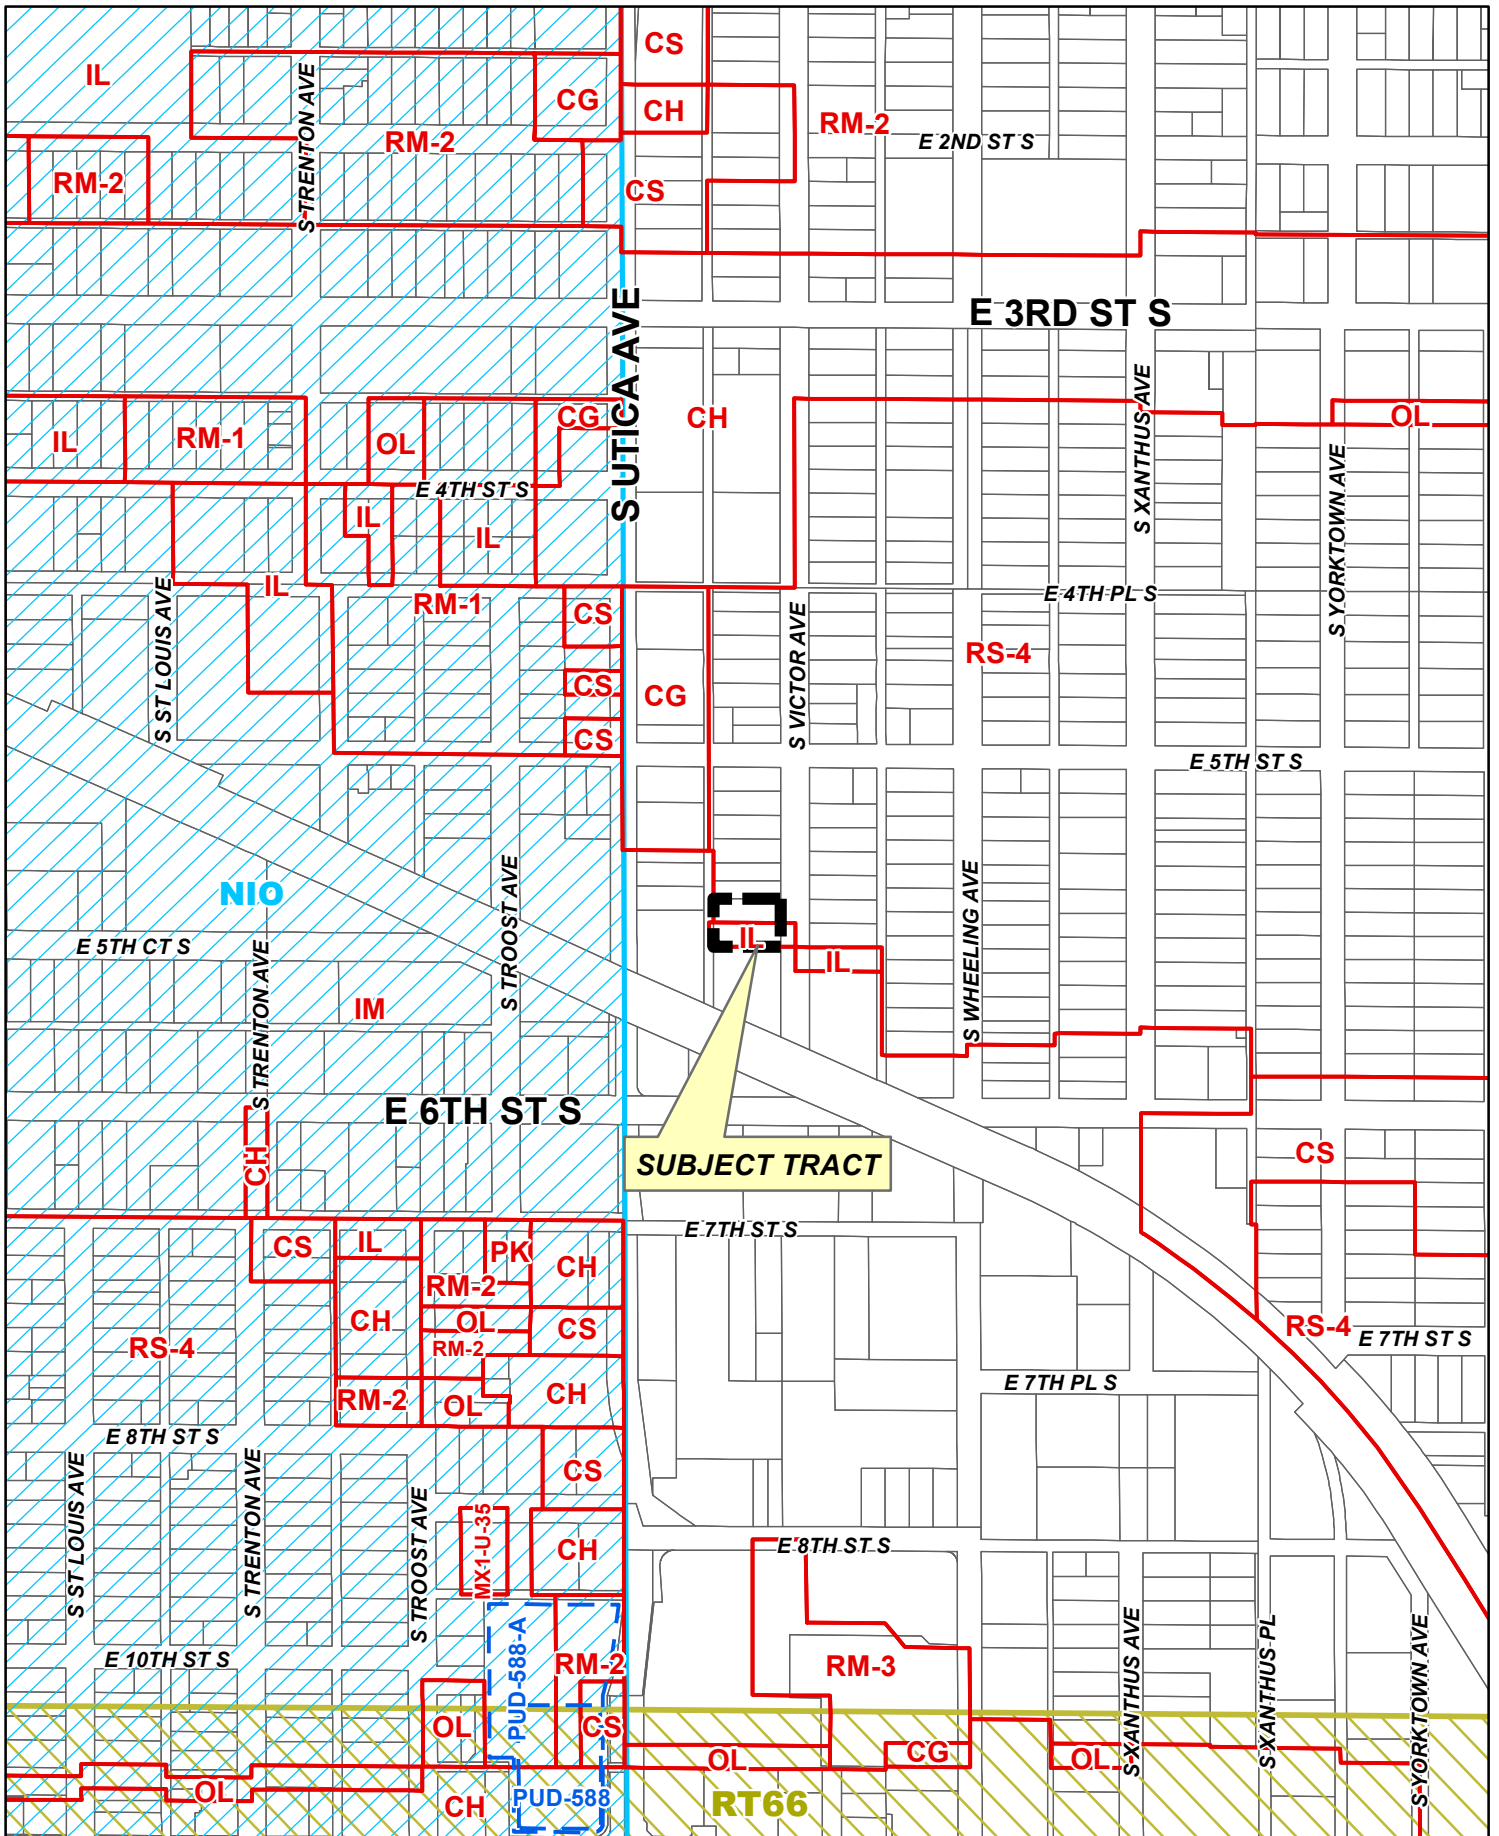 CS
IL
CG
CH
S TRENTON AVE
RM-2
RM-2
E 2ND ST S
RM-2
CS
S UTICA AVE
E 3RD ST S
CG
CH
OL
IL
RM-1
OL
S XANTHUS AVE
E 4TH ST S
S YORKTOWN AVE
IL
IL
IL
RM-1
CS
E 4TH PL S
S ST LOUIS AVE
S VICTOR AVE
RS-4
CS
CG
CS
E 5TH ST S
NIO
S TROOST AVE
S WHEELING AVE
E 5TH CT S
IL
IL
S TRENTON AVE
IM
E 6TH ST S
CH
SUBJECT TRACT
CS
E 7TH ST S
CS
IL
PK
CH
RM-2
CH
OL
CS
RS-4
RM-2
RS-4
E 7TH ST S
E 7TH PL S
RM-2
OL
CH
E 8TH ST S
CS
S ST LOUIS AVE
S TRENTON AVE
S TROOST AVE
MX1-U-35
CH
E 8TH ST S
E 10TH ST S
PUD-588-A
RM-2
RM-3
S XANTHUS AVE
S XANTHUS PL
S YORKTOWN AVE
OL
CS
OL
CG
OL
OL
CH
PUD-588
RT66